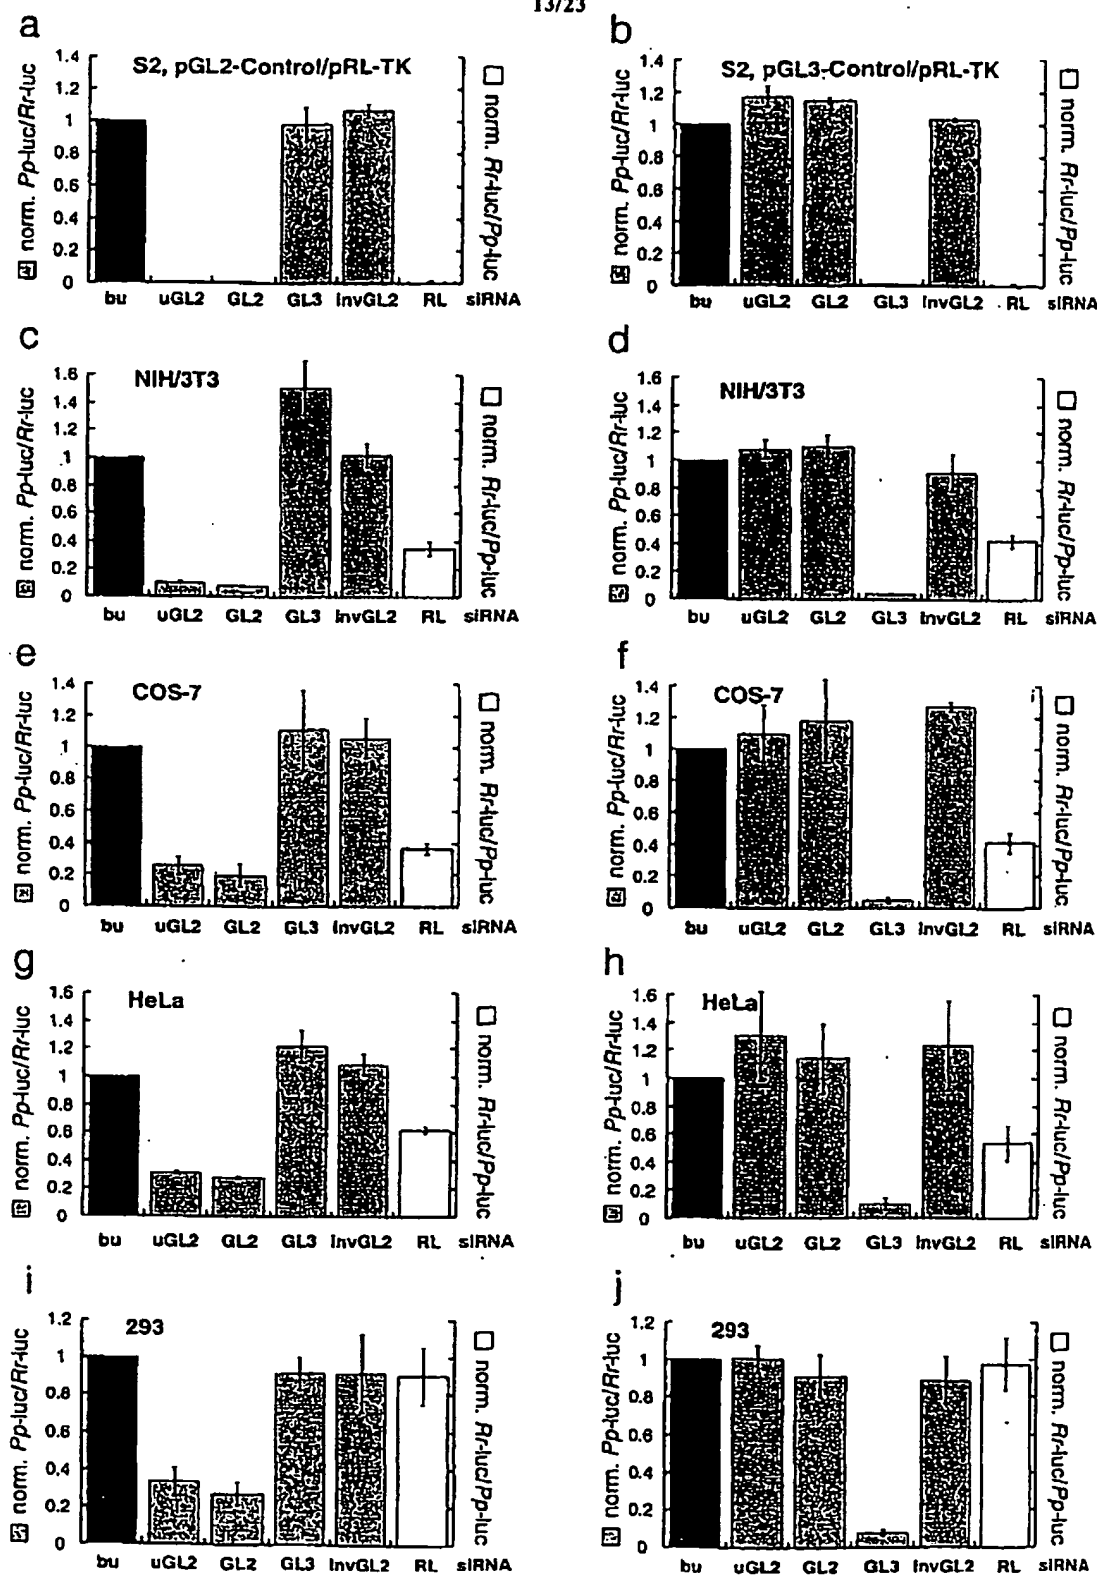 13/23
a
S2, pGL2-Control/pRL-TK
norm. Pp-luc/Rr-luc
1.4
1.2
1
0.8
0.6
0.4
0.2
0
norm. Rr-luc/Pp-luc
bu uGL2 GL2 GL3 invGL2 RL siRNA
b
S2, pGL3-Control/pRL-TK
norm. Pp-luc/Rr-luc
1.4
1.2
1
0.8
0.6
0.4
0.2
0
norm. Rr-luc/Pp-luc
bu uGL2 GL2 GL3 invGL2 RL siRNA
c
NIH/3T3
norm. Pp-luc/Rr-luc
1.6
1.4
1.2
1
0.8
0.6
0.4
0.2
0
norm. Rr-luc/Pp-luc
bu uGL2 GL2 GL3 invGL2 RL siRNA
d
NIH/3T3
norm. Pp-luc/Rr-luc
1.6
1.4
1.2
1
0.8
0.6
0.4
0.2
0
norm. Rr-luc/Pp-luc
bu uGL2 GL2 GL3 invGL2 RL siRNA
e
COS-7
norm. Pp-luc/Rr-luc
1.4
1.2
1
0.8
0.6
0.4
0.2
0
norm. Rr-luc/Pp-luc
bu uGL2 GL2 GL3 invGL2 RL siRNA
f
COS-7
norm. Pp-luc/Rr-luc
1.4
1.2
1
0.8
0.6
0.4
0.2
0
norm. Rr-luc/Pp-luc
bu uGL2 GL2 GL3 invGL2 RL siRNA
g
HeLa
norm. Pp-luc/Rr-luc
1.6
1.4
1.2
1
0.8
0.6
0.4
0.2
0
norm. Rr-luc/Pp-luc
bu uGL2 GL2 GL3 invGL2 RL siRNA
h
HeLa
norm. Pp-luc/Rr-luc
1.6
1.4
1.2
1
0.8
0.6
0.4
0.2
0
norm. Rr-luc/Pp-luc
bu uGL2 GL2 GL3 invGL2 RL siRNA
i
293
norm. Pp-luc/Rr-luc
1.2
1
0.8
0.6
0.4
0.2
0
norm. Rr-luc/Pp-luc
bu uGL2 GL2 GL3 invGL2 RL siRNA
j
293
norm. Pp-luc/Rr-luc
1.2
1
0.8
0.6
0.4
0.2
0
norm. Rr-luc/Pp-luc
bu uGL2 GL2 GL3 invGL2 RL siRNA